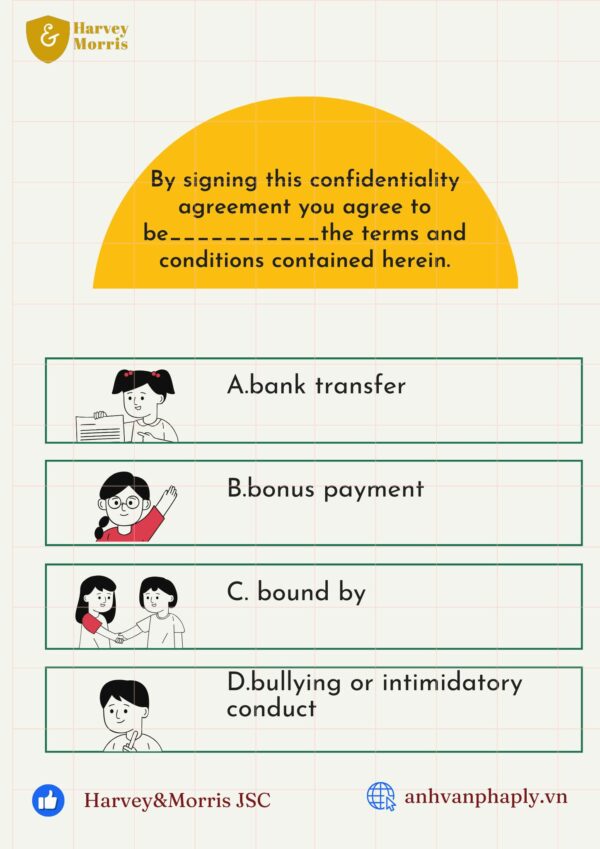 &
Harvey
Morris
By signing this confidentiality
agreement you agree to
be___________the terms and
conditions contained herein.
A.bank transfer
B.bonus payment
C. bound by
D.bullying or intimidatory
conduct
Harvey&Morris JSC
anhvanphaply.vn